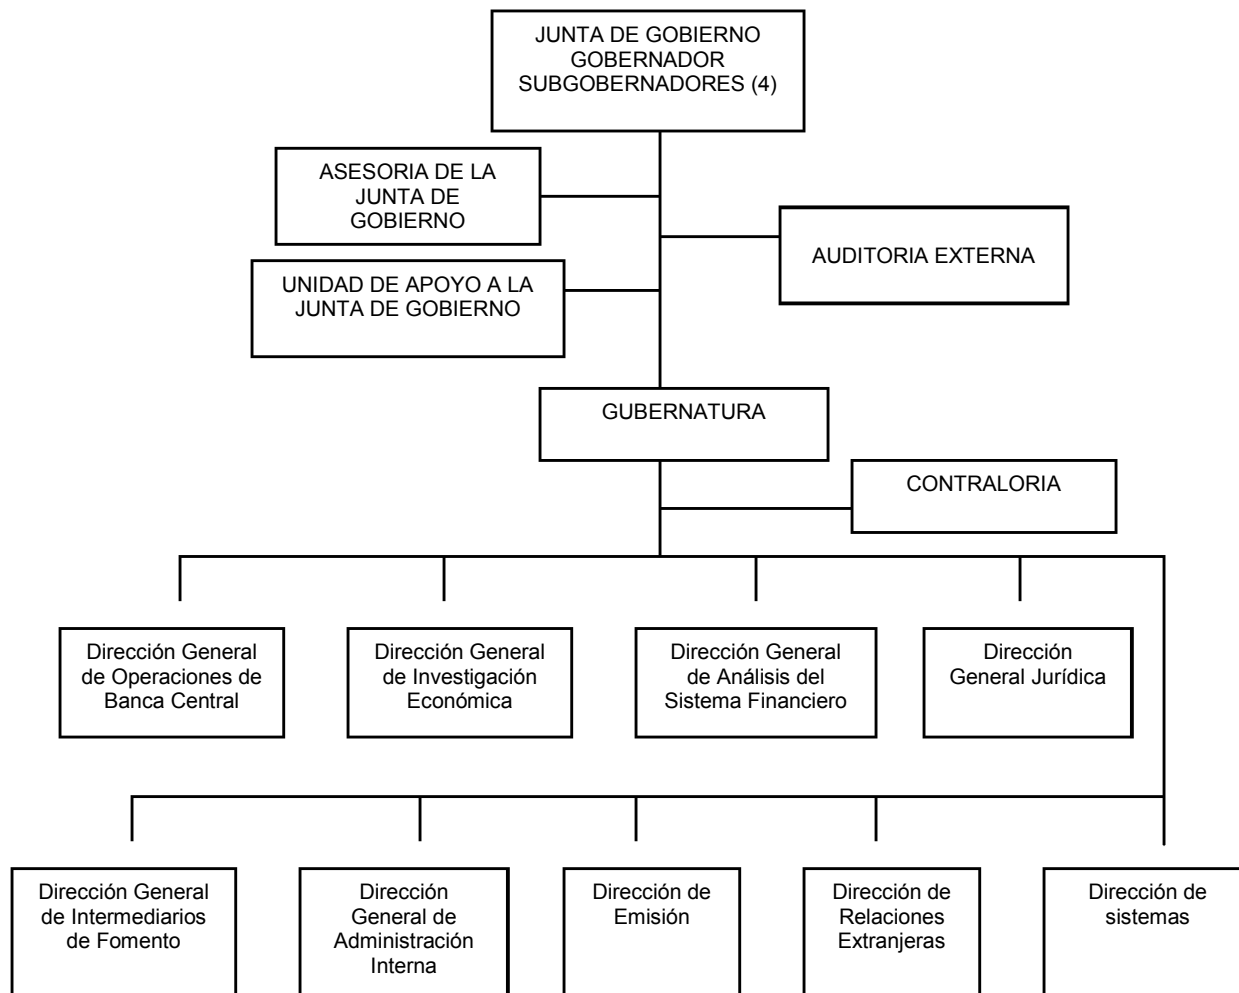 JUNTA DE GOBIERNO
GOBERNADOR
SUBGOBERNADORES (4)
ASESORIA DE LA
JUNTA DE
GOBIERNO
AUDITORIA EXTERNA
UNIDAD DE APOYO A LA
JUNTA DE GOBIERNO
GUBERNATURA
CONTRALORIA
Dirección General
de Operaciones de
Banca Central
Dirección General
de Investigación
Económica
Dirección General
de Análisis del
Sistema Financiero
Dirección
General Jurídica
Dirección General
de Intermediarios
de Fomento
Dirección
General de
Administración
Interna
Dirección de
Emisión
Dirección de
Relaciones
Extranjeras
Dirección de
sistemas